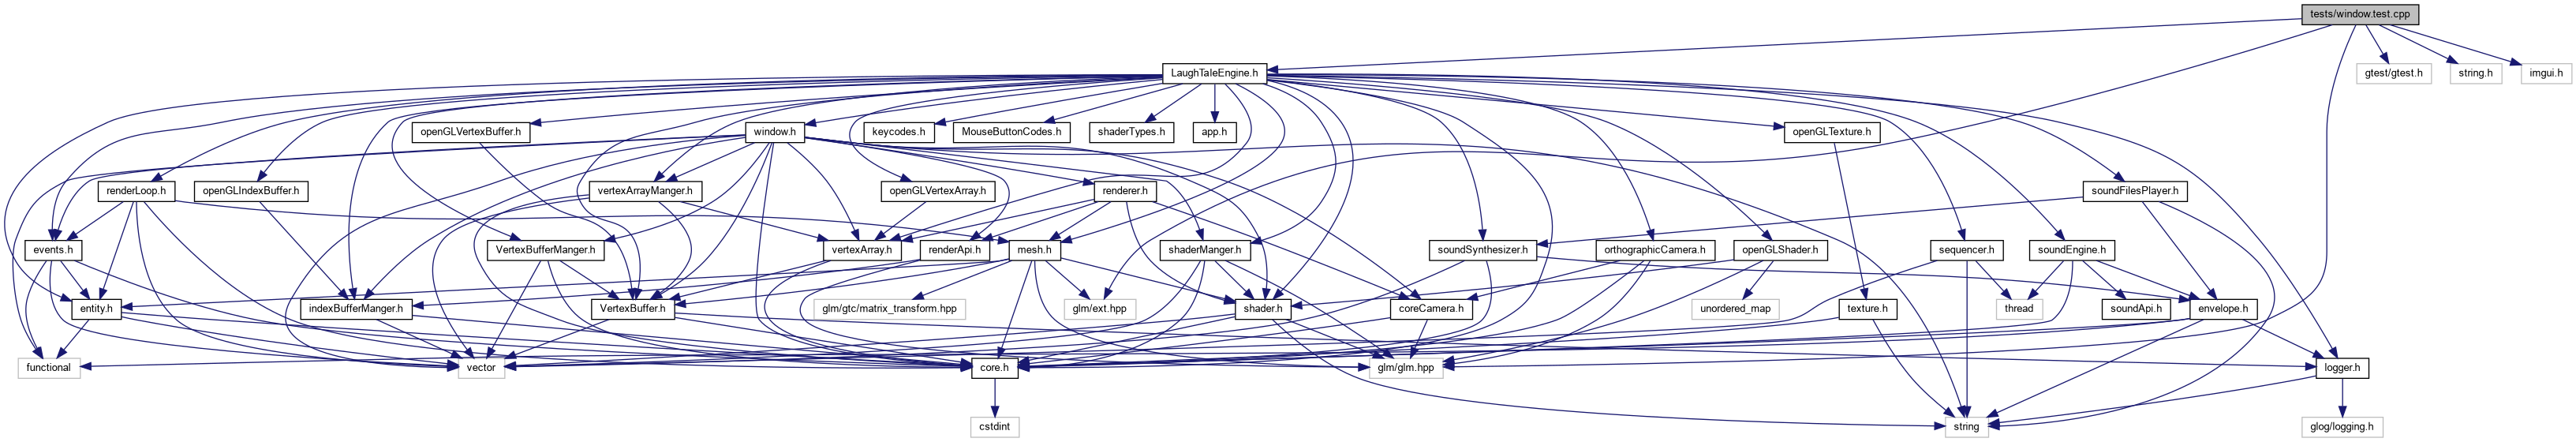 tests/window.test.cpp
LaughTaleEngine.h
gtest/gtest.h
string.h
imgui.h
openGLVertexBuffer.h
window.h
keycodes.h
MouseButtonCodes.h
shaderTypes.h
app.h
openGLTexture.h
renderLoop.h
openGLIndexBuffer.h
vertexArrayManger.h
openGLVertexArray.h
renderer.h
soundFilesPlayer.h
events.h
VertexBufferManger.h
vertexArray.h
renderApi.h
mesh.h
shaderManger.h
soundSynthesizer.h
orthographicCamera.h
openGLShader.h
sequencer.h
soundEngine.h
entity.h
indexBufferManger.h
VertexBuffer.h
glm/gtc/matrix_transform.hpp
glm/ext.hpp
shader.h
coreCamera.h
unordered_map
texture.h
thread
soundApi.h
envelope.h
functional
vector
core.h
glm/glm.hpp
logger.h
cstdint
string
glog/logging.h